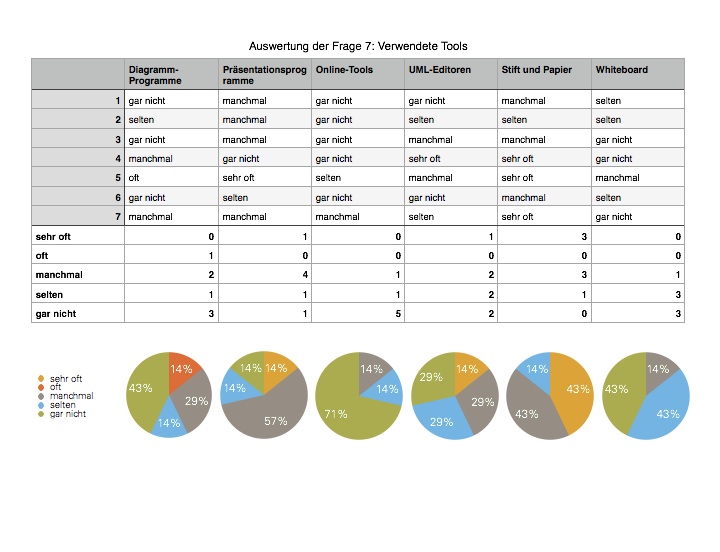 Auswertung der Frage 7: Verwendete Tools
Diagramm-Programme Präsentationsprogramme Online-Tools UML-Editoren Stift und Papier Whiteboard
1 gar nicht manchmal gar nicht gar nicht manchmal selten
2 selten manchmal gar nicht selten selten selten
3 gar nicht manchmal gar nicht manchmal manchmal gar nicht
4 manchmal gar nicht gar nicht sehr oft sehr oft gar nicht
5 oft sehr oft selten manchmal sehr oft manchmal
6 gar nicht selten gar nicht gar nicht manchmal selten
7 manchmal manchmal manchmal selten sehr oft gar nicht
sehr oft 0 1 0 1 3 0
oft 1 0 0 0 0 0
manchmal 2 4 1 2 3 1
selten 1 1 1 2 1 3
gar nicht 3 1 5 2 0 3
sehr oft
oft
manchmal
selten
gar nicht
14% 29% 14% 43%
14% 57% 14% 14%
14% 14% 71%
14% 29% 29% 29%
43% 43% 14%
14% 43% 43%